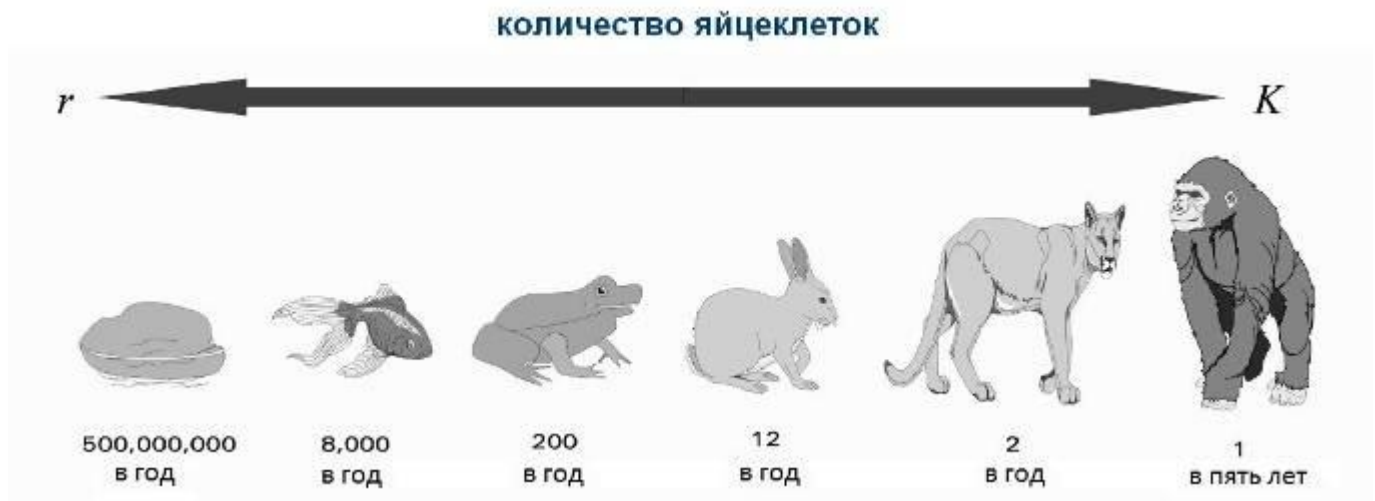 количество яйцеклеток
r K
500,000,000 8,000 200 12 2 1
в год в год в год в год в год в пять лет